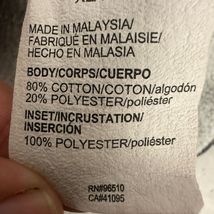 MADE IN MALAYSIA/
FABRIQUÉ EN MALAISIE/
HECHO EN MALASIA
BODY/CORPS/CUERPO
80% COTTON/COTON/algodón
20% POLYESTER/poliéster
INSET/INCRUSTATION/
INSERCIÓN
100% POLYESTER/poliéster
RN#96510
CA#41095